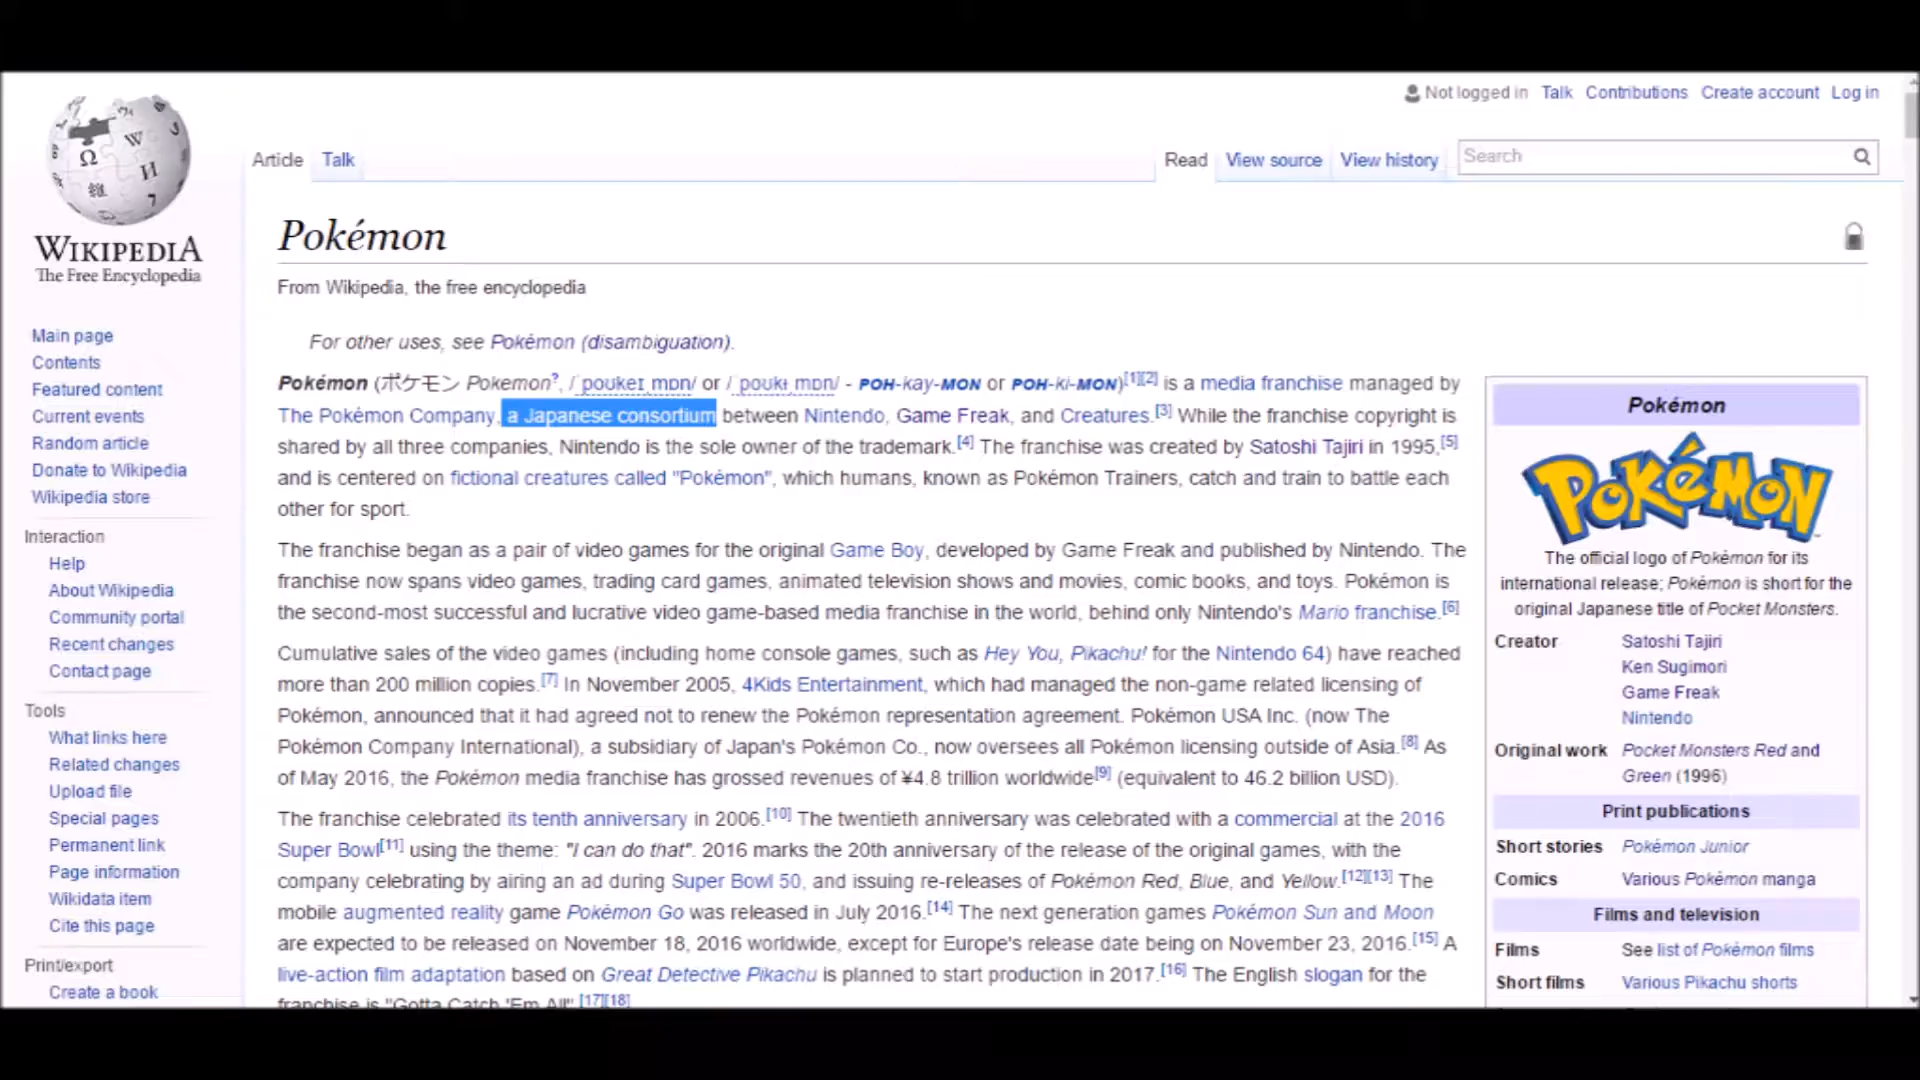 Not logged in Talk Contributions Create account Log in
Article Talk Read View source View history Search
WIKIPEDIA
The Free Encyclopedia
Main page
Contents
Featured content
Current events
Random article
Donate to Wikipedia
Wikipedia store
Interaction
Help
About Wikipedia
Community portal
Recent changes
Contact page
Tools
What links here
Related changes
Upload file
Special pages
Permanent link
Page information
Wikidata item
Cite this page
Print/export
Create a book
Pokémon
From Wikipedia, the free encyclopedia
For other uses, see Pokémon (disambiguation).
Pokémon (ポケモン Pokemon?, /ˈpoʊkeɪˌmɒn/ or /ˈpoʊkiˌmɒn/ - POH-kay-MON or POH-ki-MON)[1][2] is a media franchise managed by
The Pokémon Company, a Japanese consortium between Nintendo, Game Freak, and Creatures.[3] While the franchise copyright is
shared by all three companies, Nintendo is the sole owner of the trademark.[4] The franchise was created by Satoshi Tajiri in 1995,[5]
and is centered on fictional creatures called "Pokémon", which humans, known as Pokémon Trainers, catch and train to battle each
other for sport.
The franchise began as a pair of video games for the original Game Boy, developed by Game Freak and published by Nintendo. The
franchise now spans video games, trading card games, animated television shows and movies, comic books, and toys. Pokémon is
the second-most successful and lucrative video game-based media franchise in the world, behind only Nintendo's Mario franchise.[6]
Cumulative sales of the video games (including home console games, such as Hey You, Pikachu! for the Nintendo 64) have reached
more than 200 million copies.[7] In November 2005, 4Kids Entertainment, which had managed the non-game related licensing of
Pokémon, announced that it had agreed not to renew the Pokémon representation agreement. Pokémon USA Inc. (now The
Pokémon Company International), a subsidiary of Japan's Pokémon Co., now oversees all Pokémon licensing outside of Asia.[8] As
of May 2016, the Pokémon media franchise has grossed revenues of ¥4.8 trillion worldwide[9] (equivalent to 46.2 billion USD).
The franchise celebrated its tenth anniversary in 2006.[10] The twentieth anniversary was celebrated with a commercial at the 2016
Super Bowl[11] using the theme: "I can do that". 2016 marks the 20th anniversary of the release of the original games, with the
company celebrating by airing an ad during Super Bowl 50, and issuing re-releases of Pokémon Red, Blue, and Yellow.[12][13] The
mobile augmented reality game Pokémon Go was released in July 2016.[14] The next generation games Pokémon Sun and Moon
are expected to be released on November 18, 2016 worldwide, except for Europe's release date being on November 23, 2016.[15] A
live-action film adaptation based on Great Detective Pikachu is planned to start production in 2017.[16] The English slogan for the
franchise is "Gotta Catch 'Em All".[17][18]
Pokémon
POKéMON
The official logo of Pokémon for its
international release; Pokémon is short for the
original Japanese title of Pocket Monsters.
Creator Satoshi Tajiri
Ken Sugimori
Game Freak
Nintendo
Original work Pocket Monsters Red and
Green (1996)
Print publications
Short stories Pokémon Junior
Comics Various Pokémon manga
Films and television
Films See list of Pokémon films
Short films Various Pikachu shorts